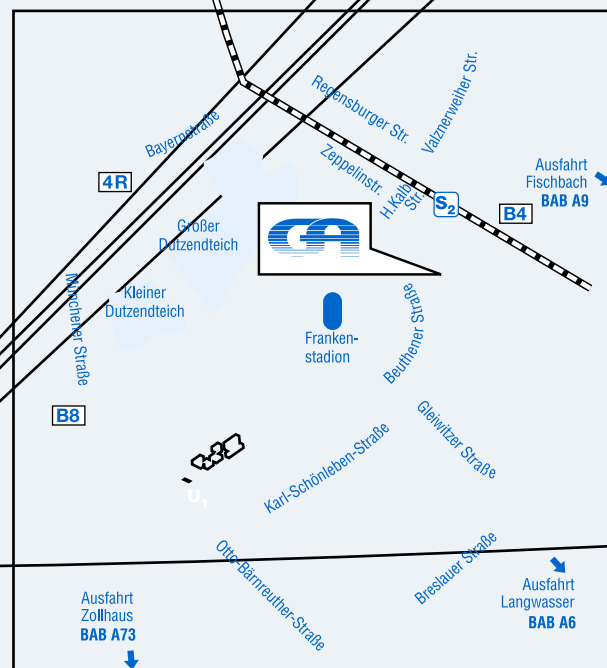 Regensburger Str.
Valznerweiher Str.
Bayernstraße
Zeppelinstr.
H.Kalb
Str.
Ausfahrt
Fischbach
BAB A9
4R
S2
B4
Großer
Dutzendteich
GA
Münchener Straße
Kleiner
Dutzendteich
Franken-
stadion
Beuthener Straße
B8
Gleiwitzer Straße
Karl-Schönleben-Straße
U1
Otto-Bärnreuther-Straße
Breslauer Straße
Ausfahrt
Zollhaus
BAB A73
Ausfahrt
Langwasser
BAB A6